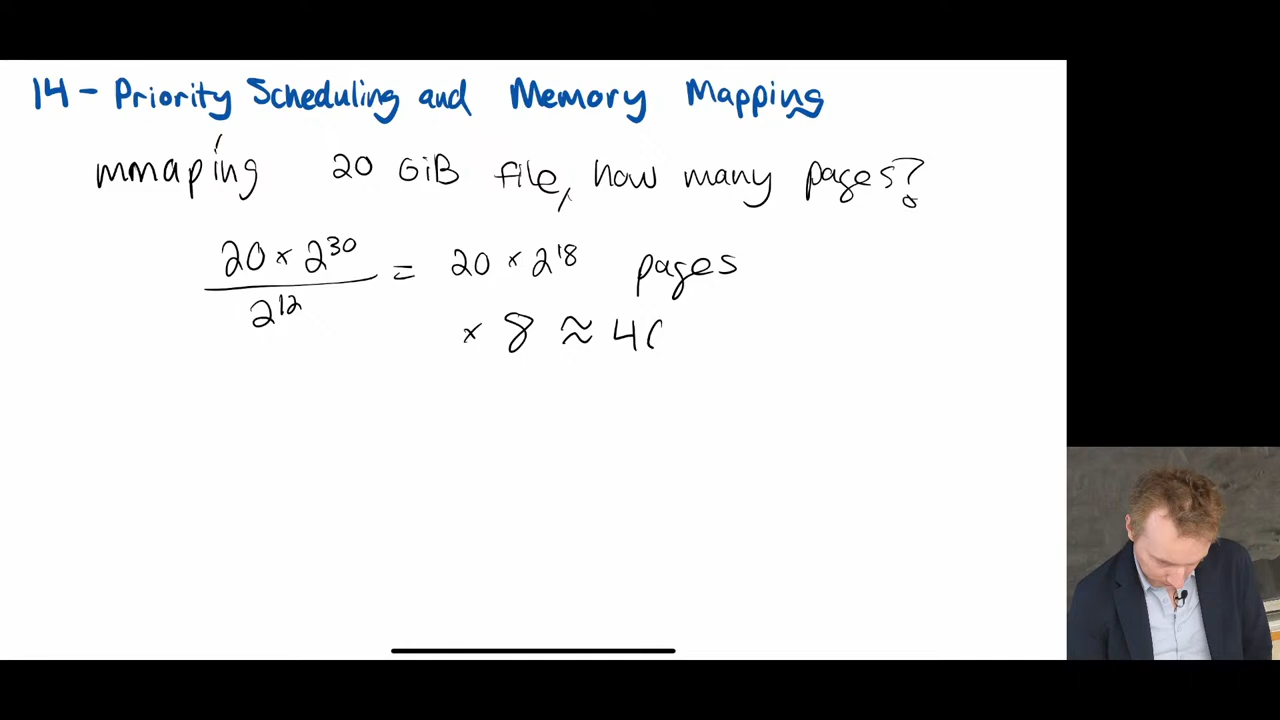 14 - Priority Scheduling and Memory Mapping
mmaping 20 GiB file, how many pages?
20 × 2^30 / 2^12 = 20 × 2^18 pages
× 8 ≈ 4